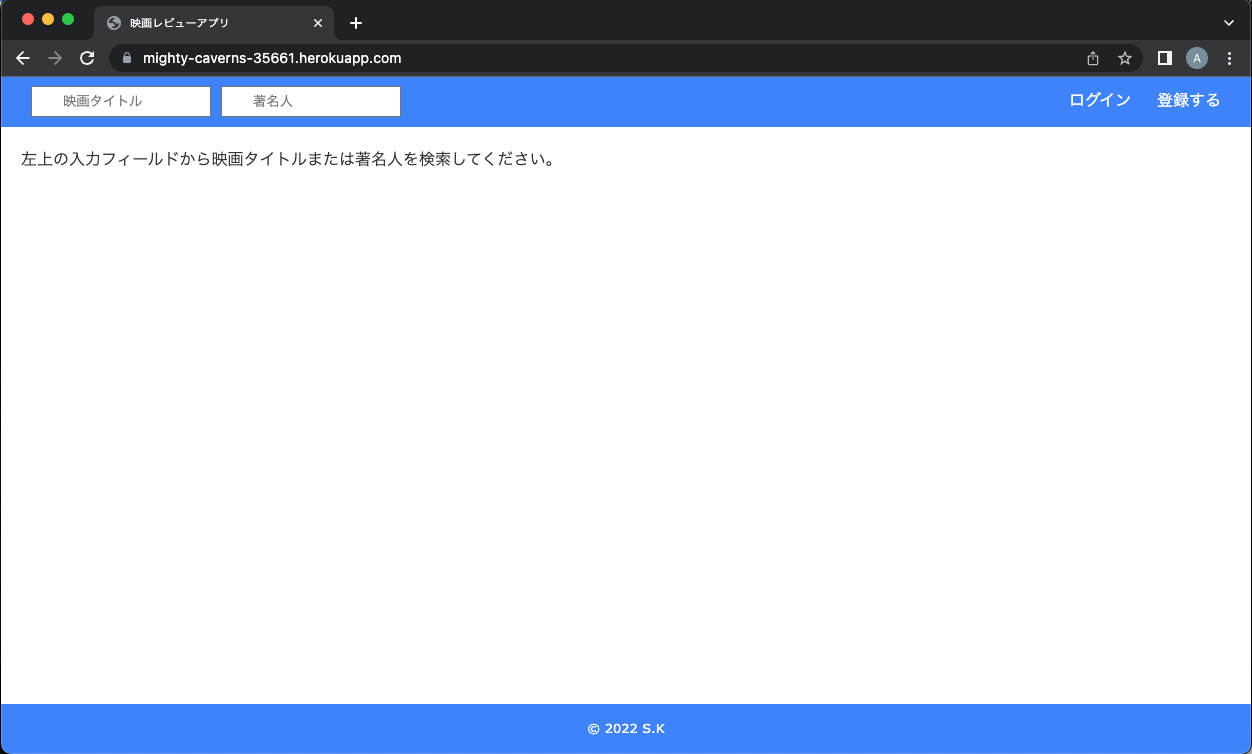 映画レビューアプリ
mighty-caverns-35661.herokuapp.com
A
映画タイトル 著名人 ログイン 登録する
左上の入力フィールドから映画タイトルまたは著名人を検索してください。
© 2022 S.K